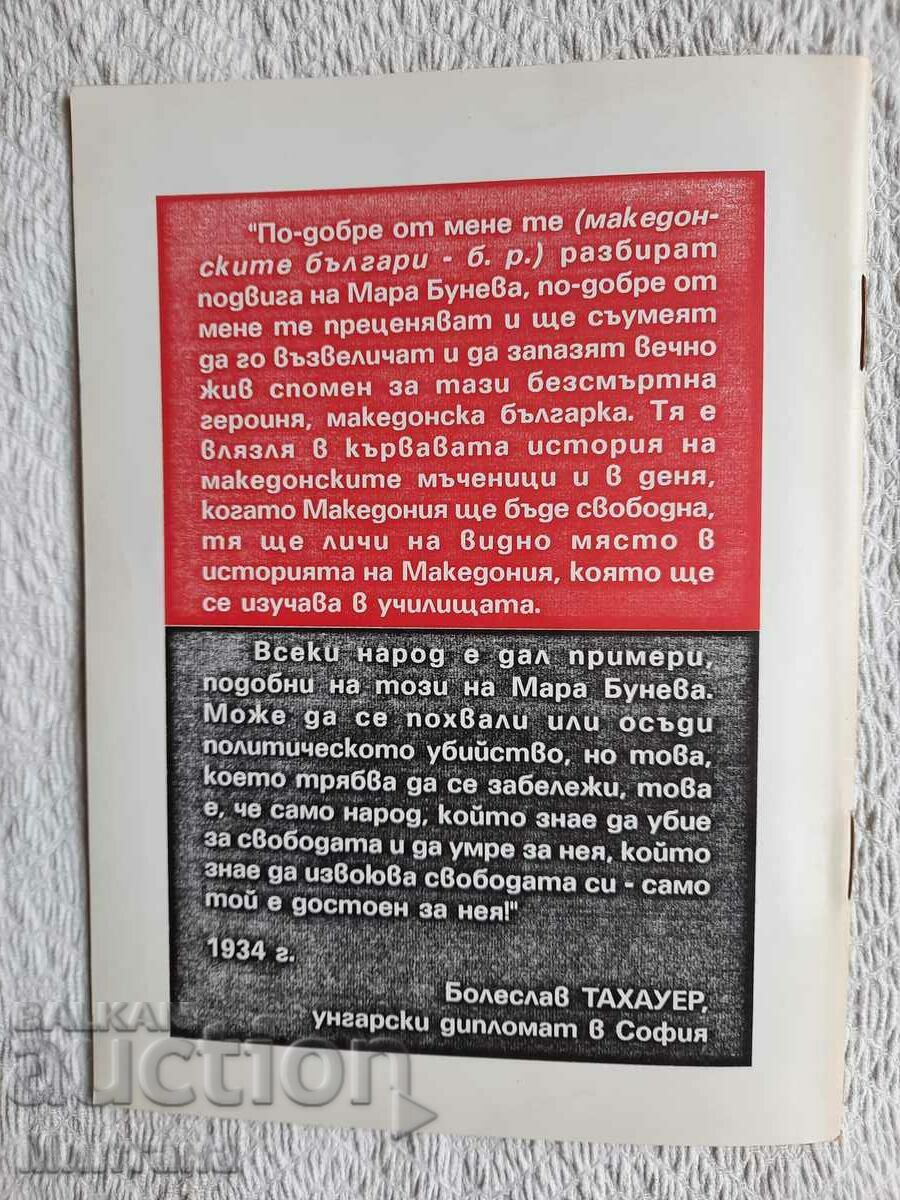 "По-добре от мене те (македон-
ските българи - б. р.) разбират
подвига на Мара Бунева, по-добре от
мене те преценяват и ще съумеят
да го възвеличат и да запазят вечно
жив спомен за тази безсмъртна
героиня, македонска българка. Тя е
влязля в кървавата история на
македонските мъченици и в деня,
когато Македония ще бъде свободна,
тя ще личи на видно място в
историята на Македония, която ще
се изучава в училищата.
Всеки народ е дал примери,
подобни на този на Мара Бунева.
Може да се похвали или осъди
политическото убийство, но това,
което трябва да се забележи, това
е, че само народ, който знае да убие
за свободата и да умре за нея, който
знае да извоюва свободата си - само
той е достоен за нея!"
1934 г.
Болеслав ТАХАУЕР,
унгарски дипломат в София
BALKAN
auction